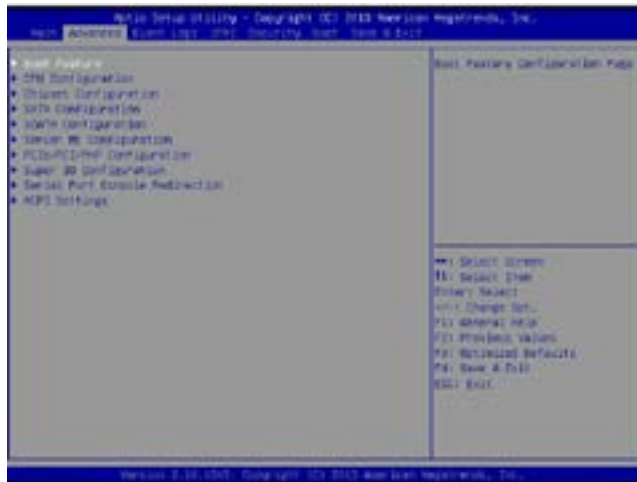 Aptio Setup Utility - Copyright (C) 2013 American Megatrends, Inc.
Main Advanced Event Logs IPMI Security Boot Save & Exit
Boot Feature
CPU Configuration
Chipset Configuration
SATA Configuration
sSATA Configuration
Server ME Configuration
PCIe/PCI/PnP Configuration
Super IO Configuration
Serial Port Console Redirection
ACPI Settings
Boot Feature Configuration Page
Select Screen
Select Item
Enter: Select
+/-: Change Opt.
F1: General Help
F2: Previous Values
F3: Optimized Defaults
F4: Save & Exit
ESC: Exit
Version Copyright (C) 2013 American Megatrends, Inc.